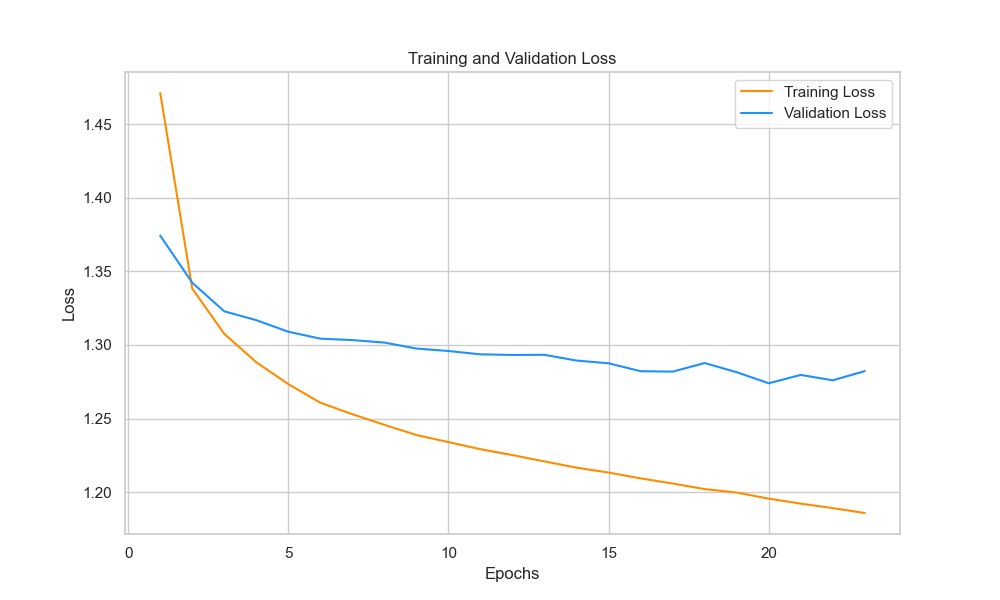 Training and Validation Loss
Training Loss
Validation Loss
1.45
1.40
1.35
1.30
1.25
1.20
Loss
0 5 10 15 20
Epochs